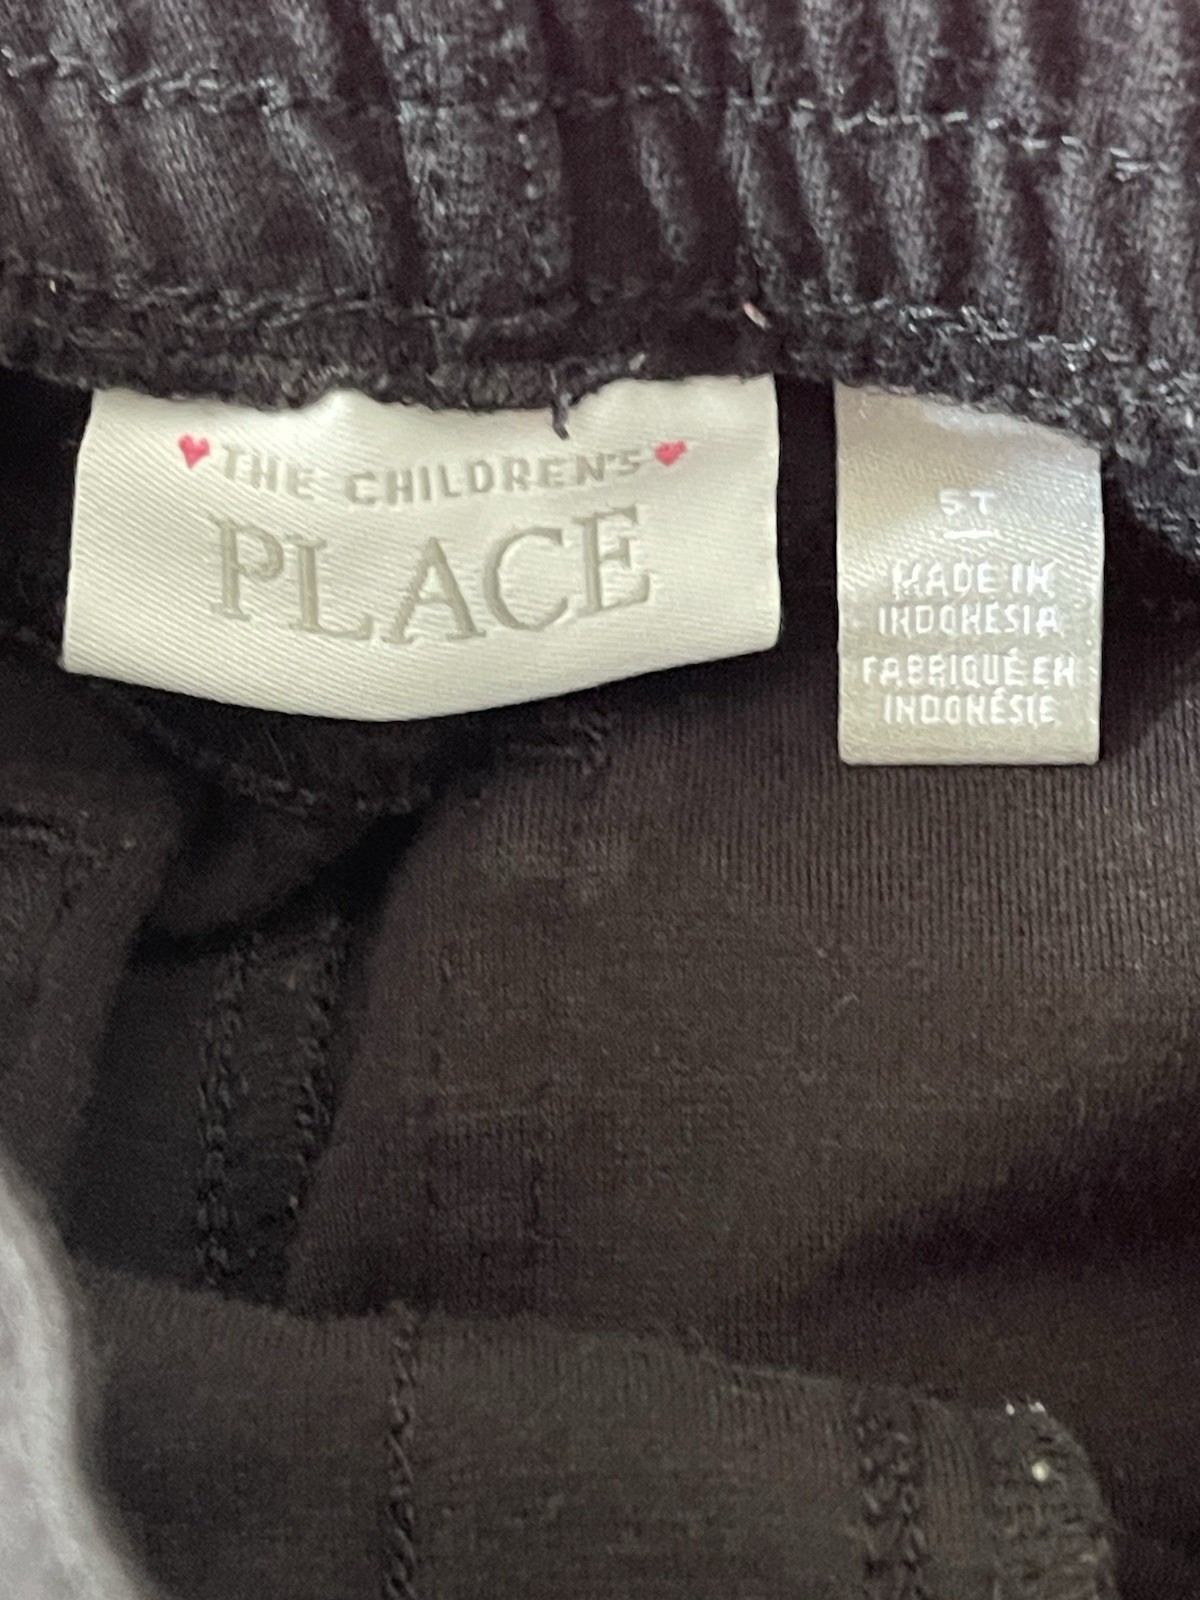 THE CHILDREN'S
PLACE
5T
MADE IN
INDONESIA
FABRIQUÉ EN
INDONÉSIE